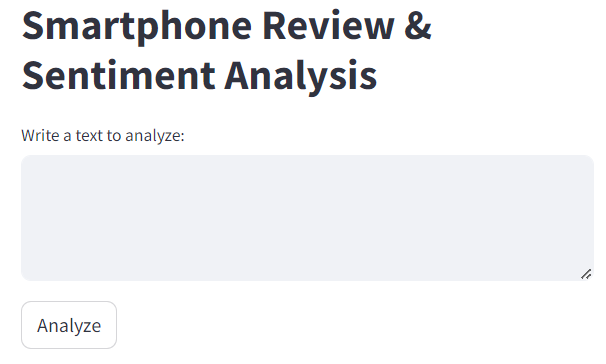 Smartphone Review &
Sentiment Analysis
Write a text to analyze:
Analyze